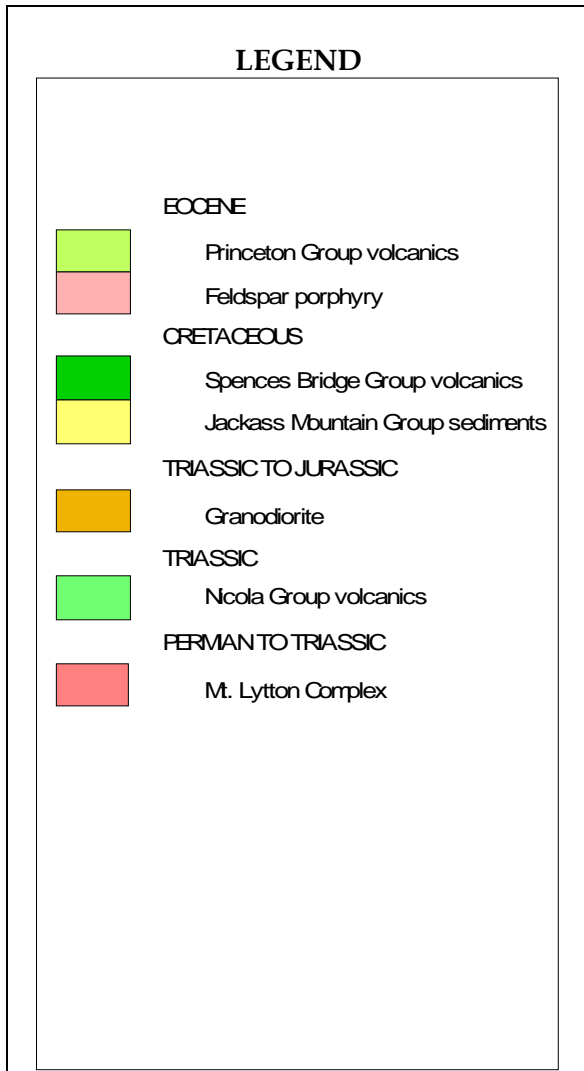 LEGEND
EOCENE
Princeton Group volcanics
Feldspar porphyry
CRETACEOUS
Spences Bridge Group volcanics
Jackass Mountain Group sediments
TRIASSIC TO JURASSIC
Granodiorite
TRIASSIC
Nicola Group volcanics
PERMIAN TO TRIASSIC
Mt. Lytton Complex